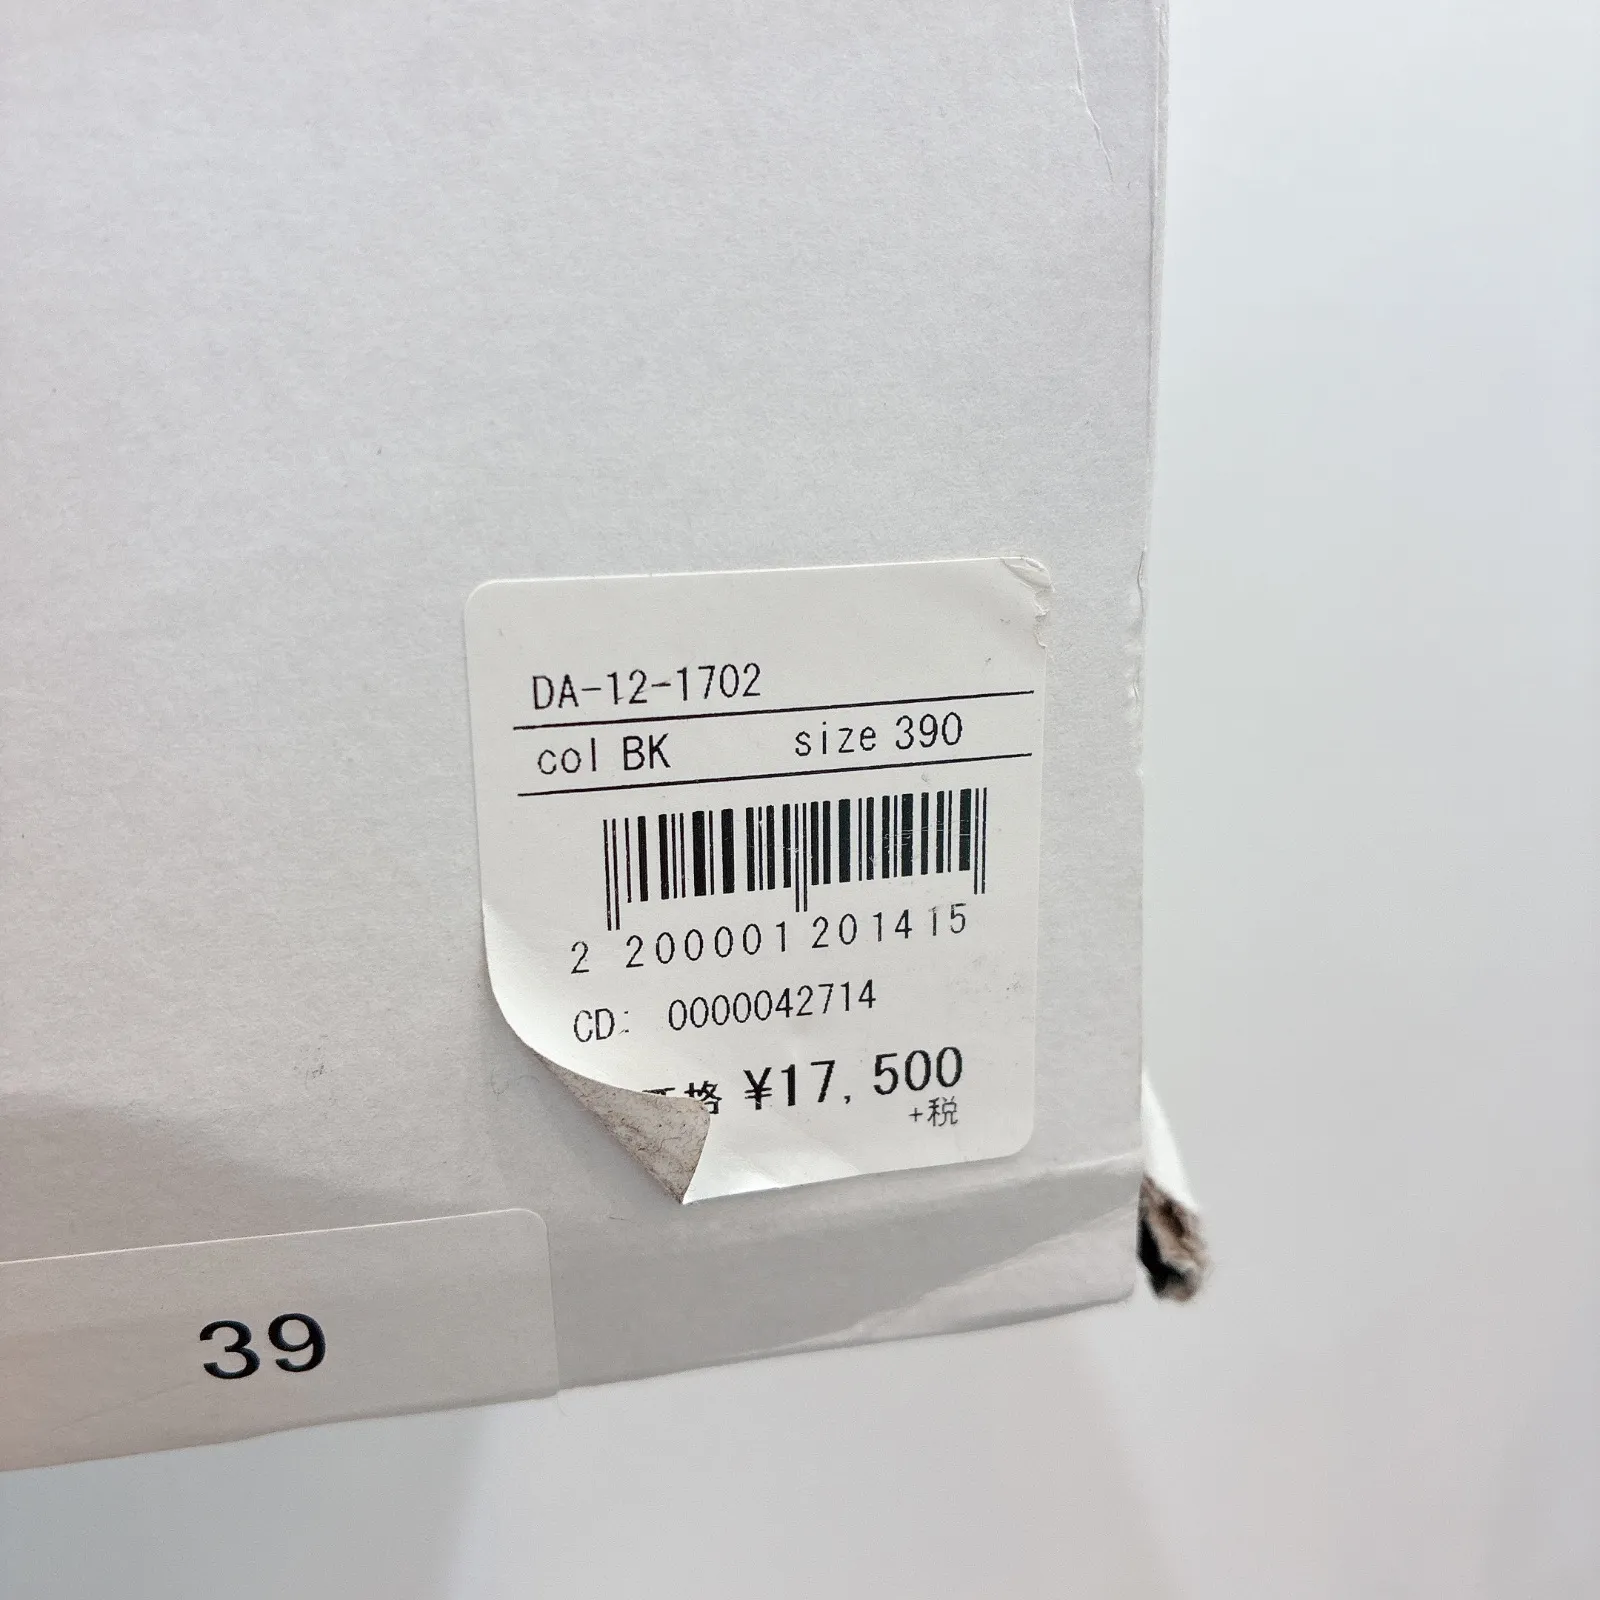 DA-12-1702
col BK size 390
2 200001 201415
CD: 0000042714
格 ¥17,500
+税
39